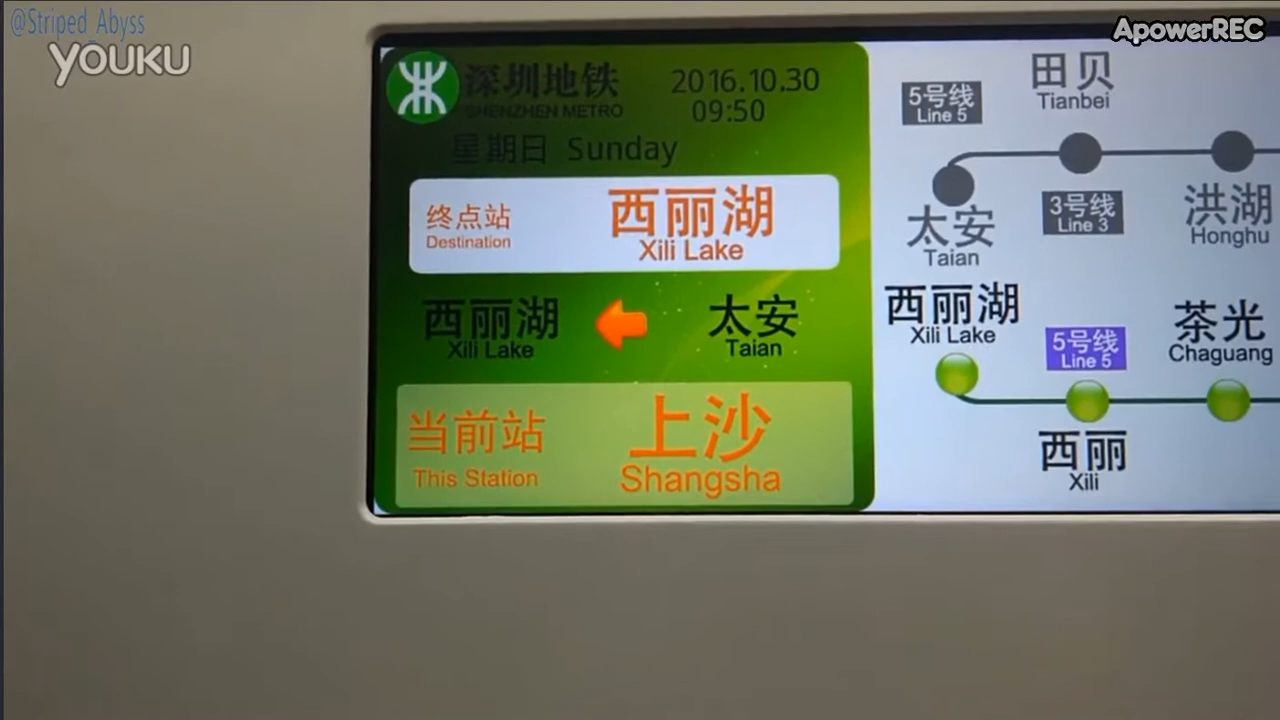 @Striped_Abyss
YOUKU
ApowerREC
深圳地铁
SHENZHEN METRO
2016.10.30
09:50
星期日 Sunday
终点站
Destination
西丽湖
Xili Lake
西丽湖
Xili Lake
太安
Taian
当前站
This Station
上沙
Shangsha
5号线
Line 5
田贝
Tianbei
太安
Taian
3号线
Line 3
洪湖
Honghu
西丽湖
Xili Lake
5号线
Line 5
茶光
Chaguang
西丽
Xili